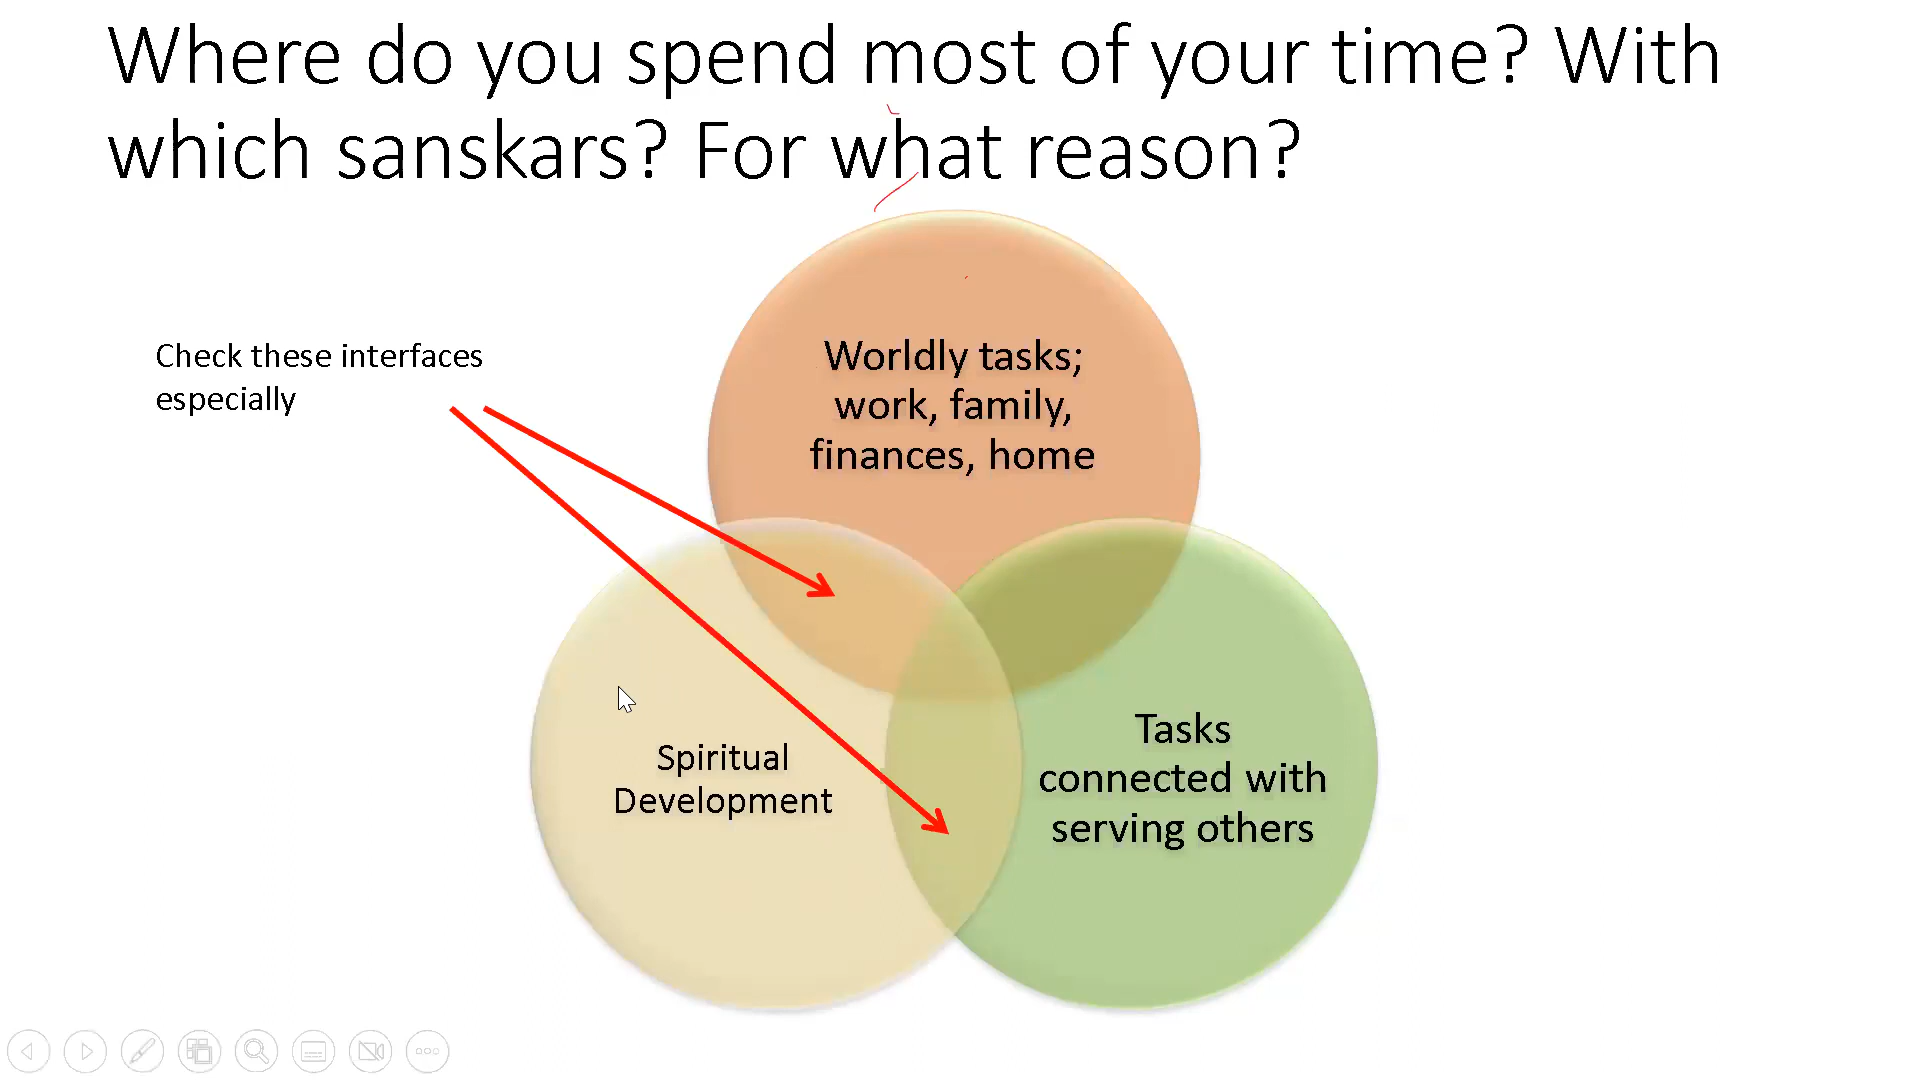 Where do you spend most of your time? With
which sanskars? For what reason?
Check these interfaces
especially
Worldly tasks;
work, family,
finances, home
Spiritual
Development
Tasks
connected with
serving others